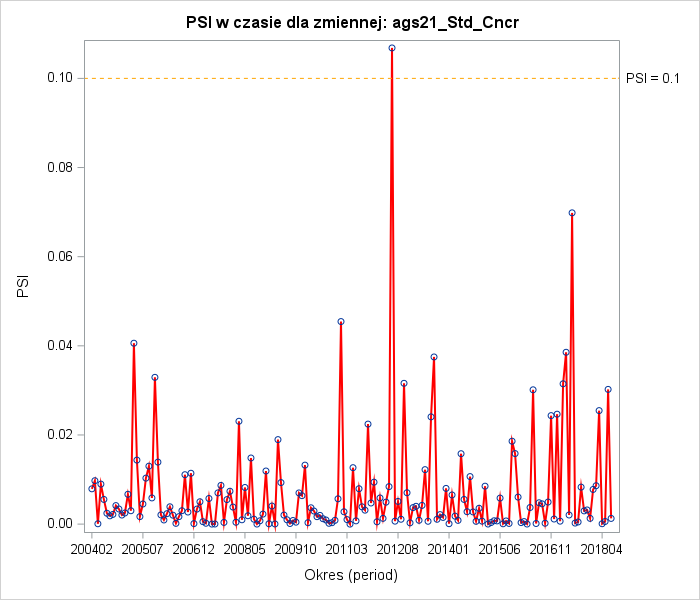 PSI w czasie dla zmiennej: ags21_Std_Cncr
0.10
PSI = 0.1
0.08
0.06
PSI
0.04
0.02
0.00
200402 200507 200612 200805 200910 201103 201208 201401 201506 201611 201804
Okres (period)